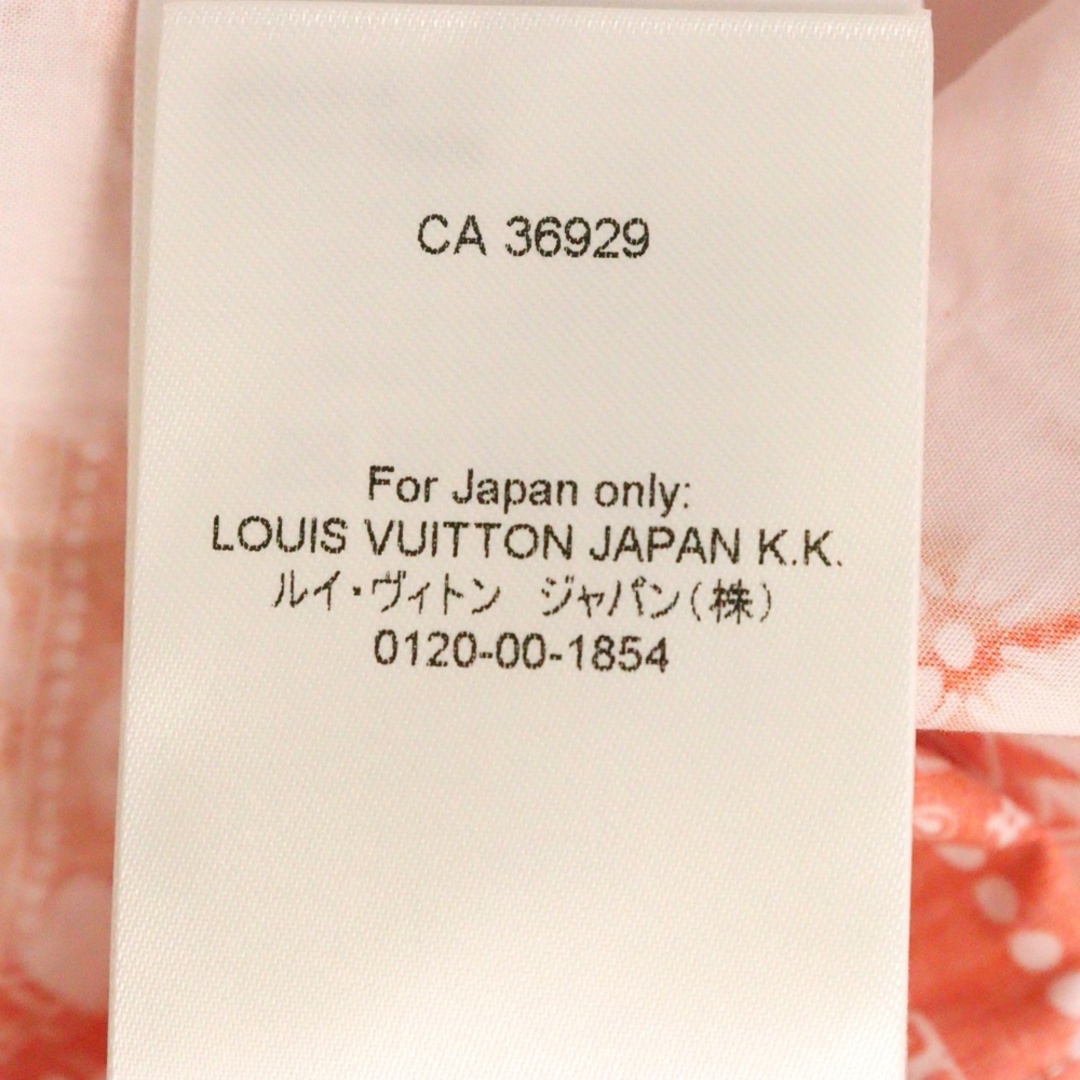 CA 36929
For Japan only:
LOUIS VUITTON JAPAN K.K.
ルイ・ヴィトン ジャパン(株)
0120-00-1854